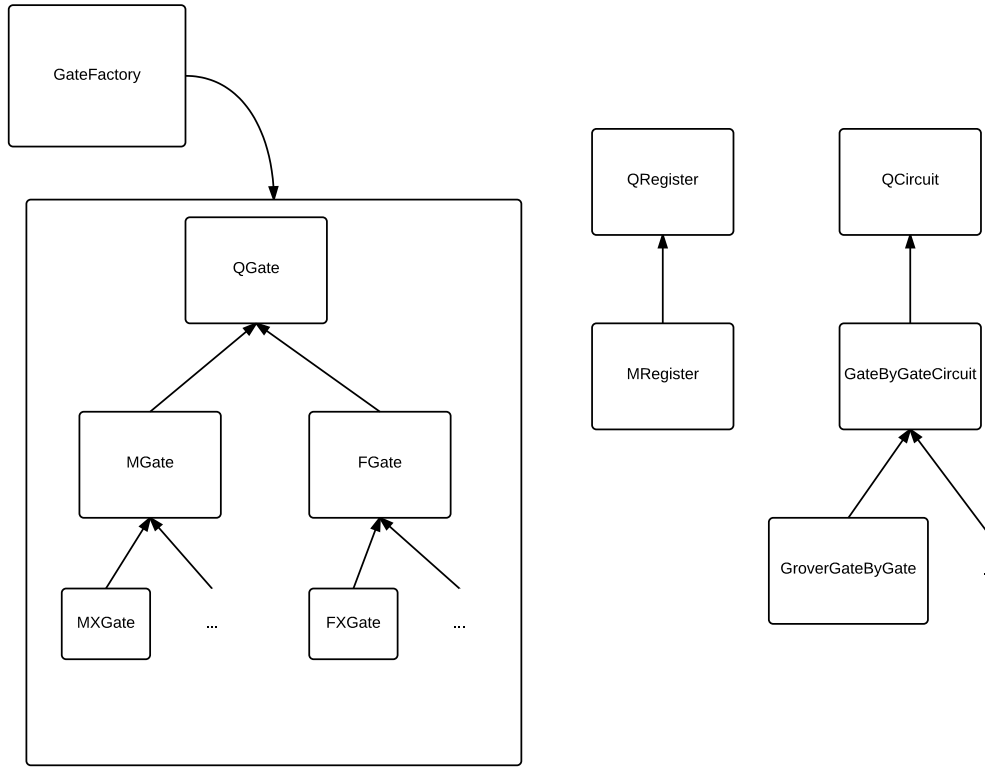 GateFactory
QRegister
QCircuit
QGate
MRegister
GateByGateCircuit
MGate
FGate
GroverGateByGate
MXGate
...
FXGate
...